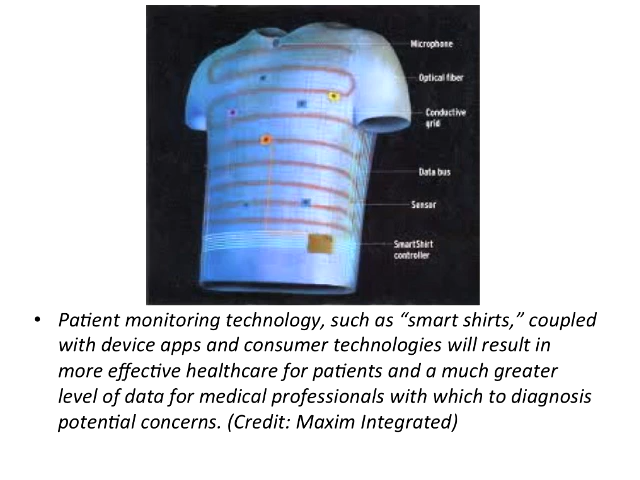 Microphone
Optical fiber
Conductive
grid
Data bus
Sensor
SmartShirt
controller
• Patient monitoring technology, such as “smart shirts,” coupled
with device apps and consumer technologies will result in
more effective healthcare for patients and a much greater
level of data for medical professionals with which to diagnosis
potential concerns. (Credit: Maxim Integrated)